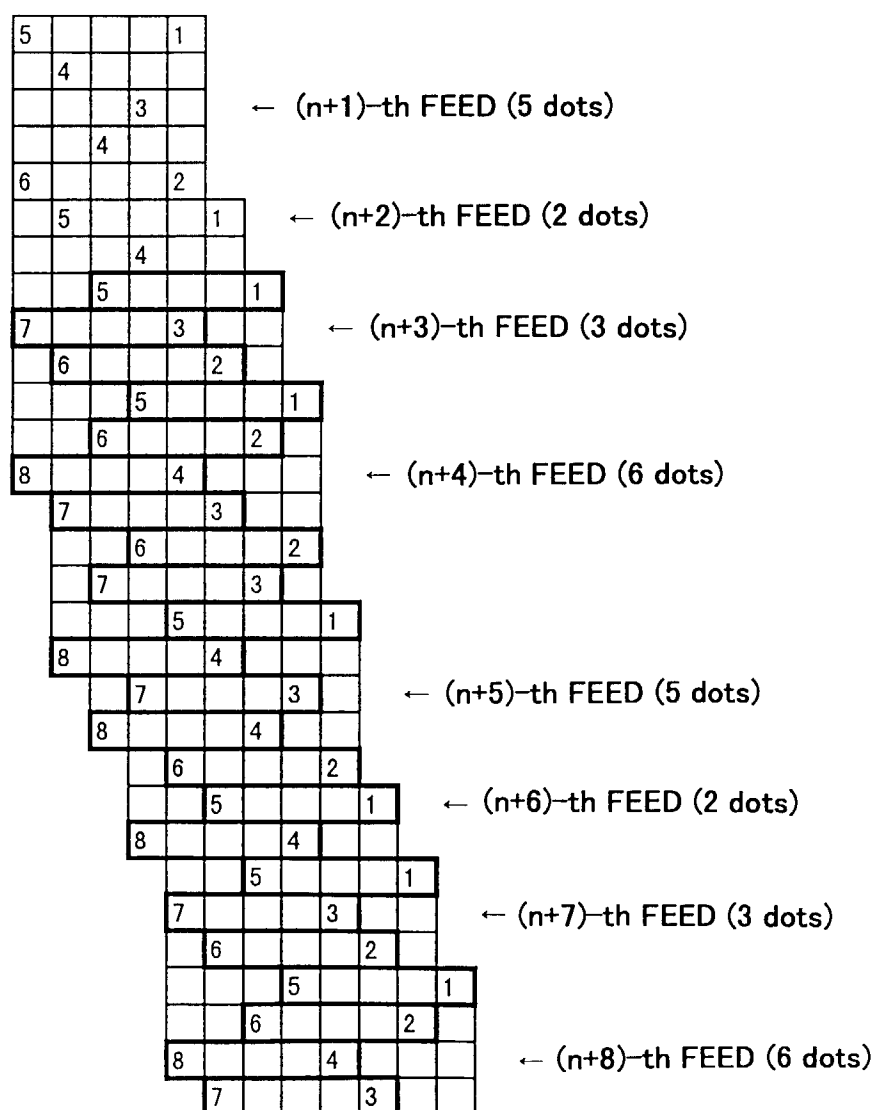 5 1
4
3 ← (n+1)-th FEED (5 dots)
4
6 2
5 1 ← (n+2)-th FEED (2 dots)
4
5 1
7 3 ← (n+3)-th FEED (3 dots)
6 2
5 1
6 2
8 4 ← (n+4)-th FEED (6 dots)
7 3
6 2
7 3
5 1
8 4
7 3 ← (n+5)-th FEED (5 dots)
8 4
6 2
5 1 ← (n+6)-th FEED (2 dots)
8 4
5 1
7 3 ← (n+7)-th FEED (3 dots)
6 2
5 1
6 2
8 4 ← (n+8)-th FEED (6 dots)
7 3